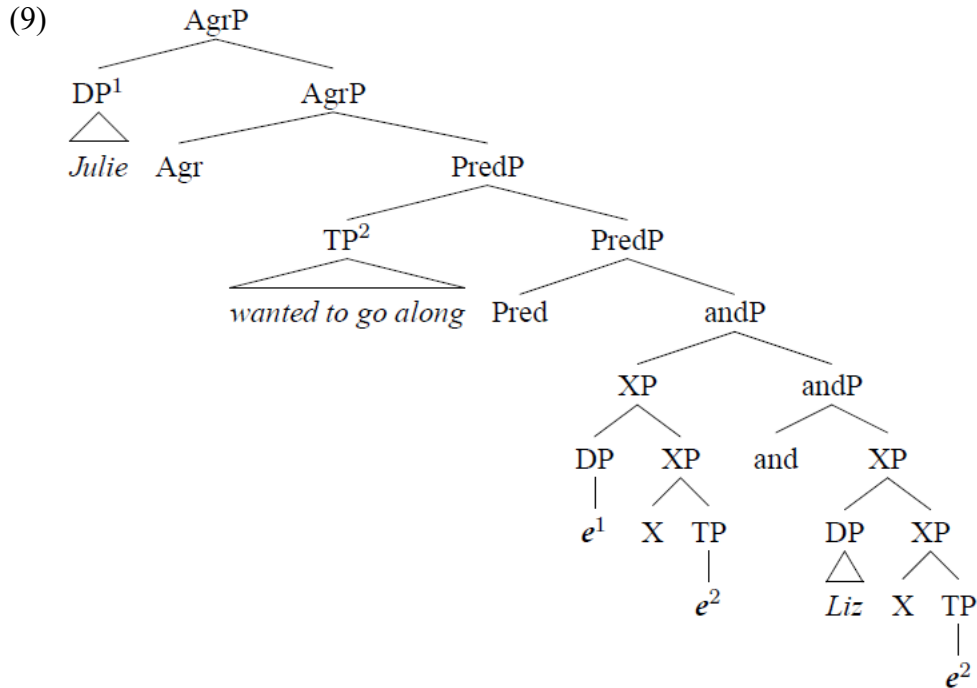 (9) AgrP
DP¹ AgrP
Julie Agr PredP
TP² PredP
wanted to go along Pred andP
XP andP
DP XP and XP
e¹ X TP DP XP
e² Liz X TP
e²